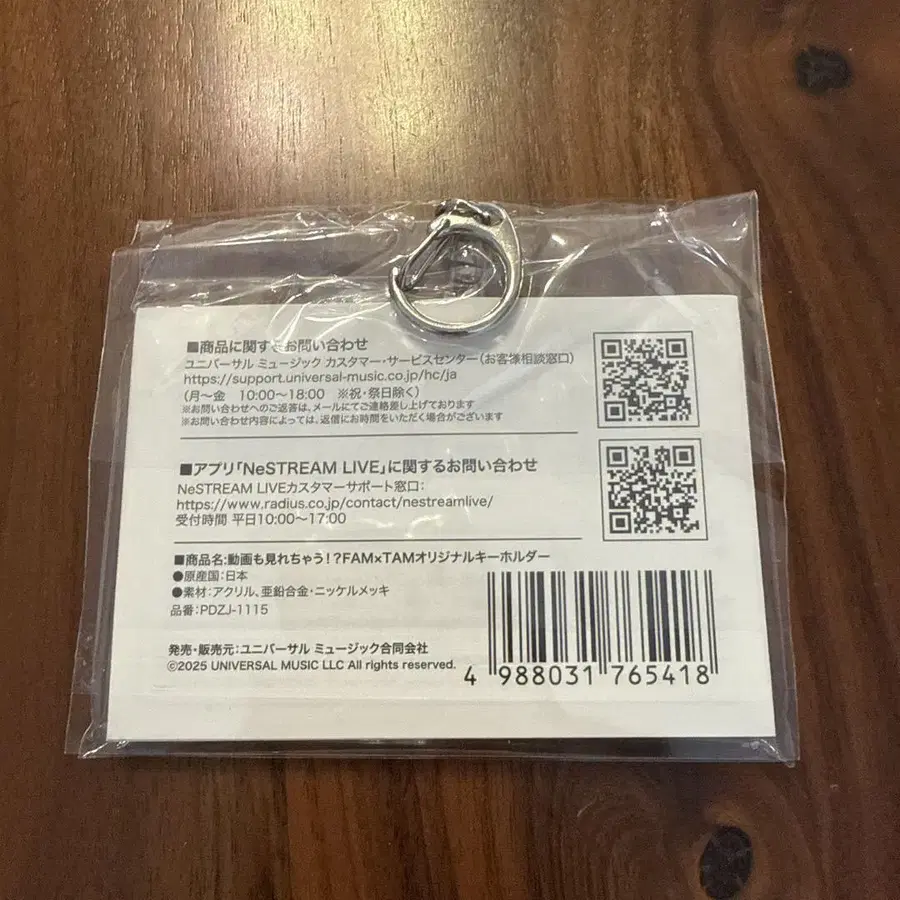 ■商品に関するお問い合わせ
ユニバーサル ミュージック カスタマー・サービスセンター(お客様相談窓口)
https://support.universal-music.co.jp/hc/ja
(月〜金 10:00〜18:00 ※祝・祭日除く)
※お問い合わせへのご返答は、メールにてご連絡差し上げております
※お問い合わせ内容によっては、返信にお時間をいただく場合がございます
■アプリ「NeSTREAM LIVE」に関するお問い合わせ
NeSTREAM LIVEカスタマーサポート窓口:
https://www.radius.co.jp/contact/nestreamlive/
受付時間 平日10:00〜17:00
■商品名:動画も見れちゃう!?FAM×TAMオリジナルキーホルダー
●原産国:日本
●素材:アクリル、亜鉛合金・ニッケルメッキ
品番:PDZJ-1115
発売・販売元:ユニバーサル ミュージック合同会社
©2025 UNIVERSAL MUSIC LLC All rights reserved.
4 988031 765418